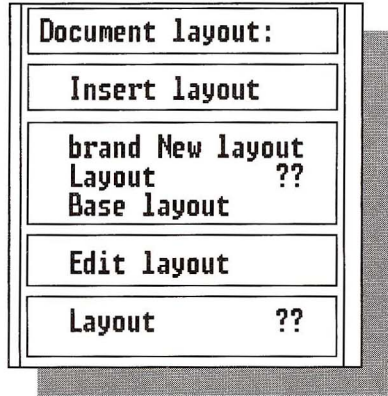 Document layout:
Insert layout
brand New layout
Layout ??
Base layout
Edit layout
Layout ??